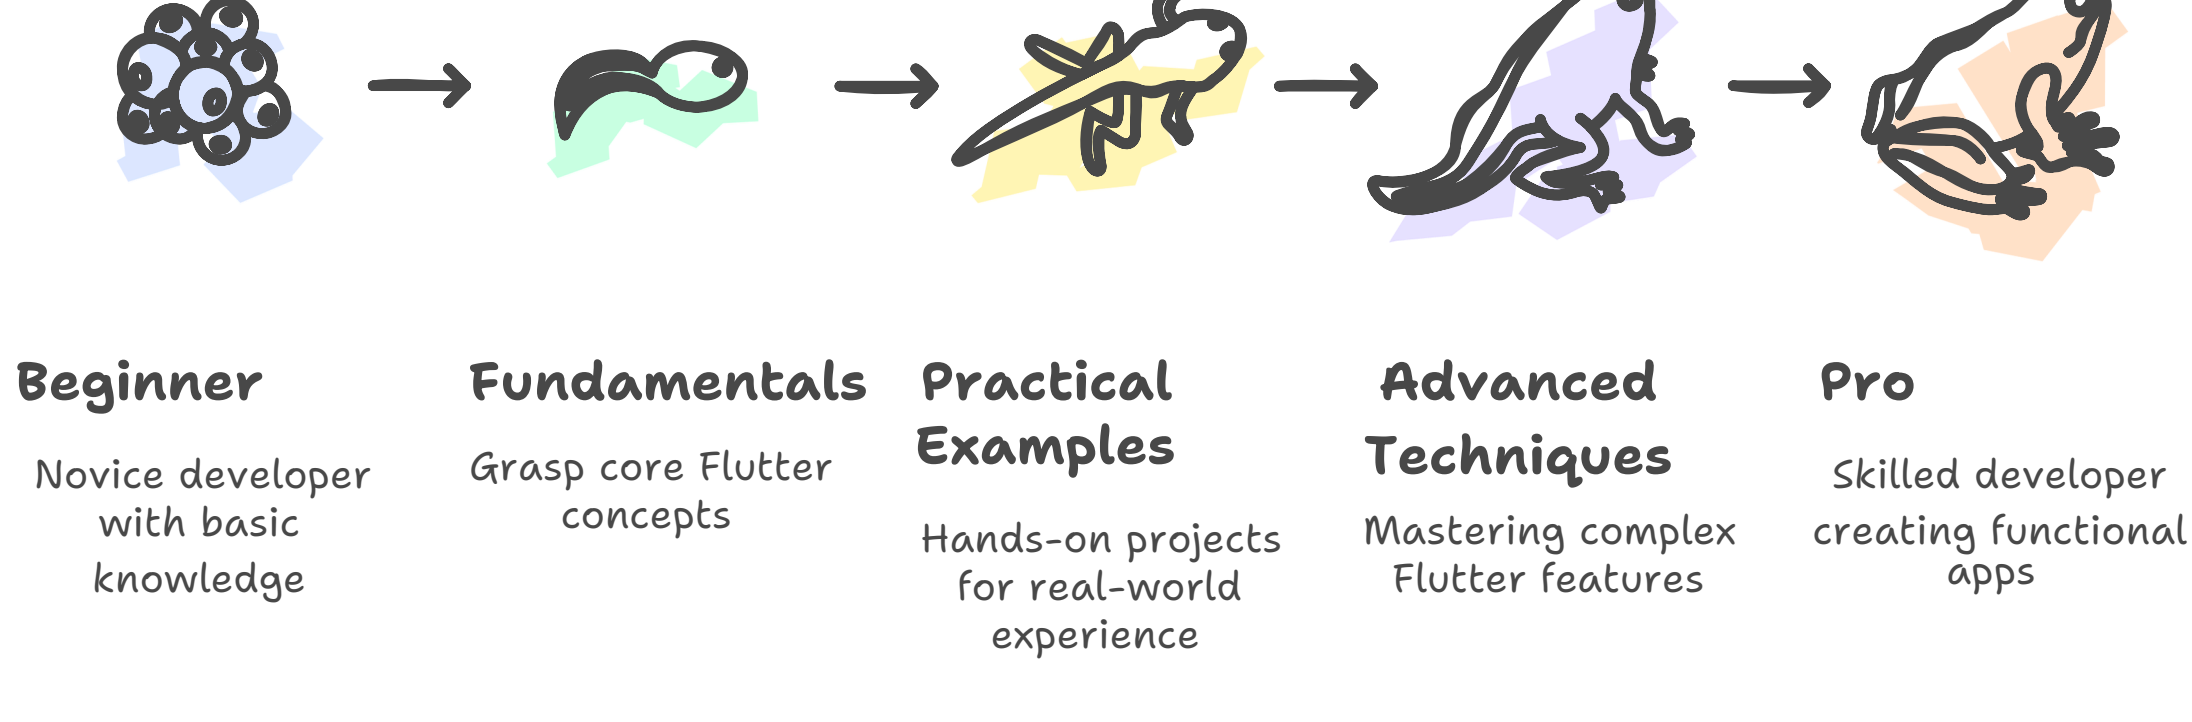 Beginner
Novice developer
with basic
knowledge
Fundamentals
Grasp core Flutter
concepts
Practical
Examples
Hands-on projects
for real-world
experience
Advanced
Techniques
Mastering complex
Flutter features
Pro
Skilled developer
creating functional
apps